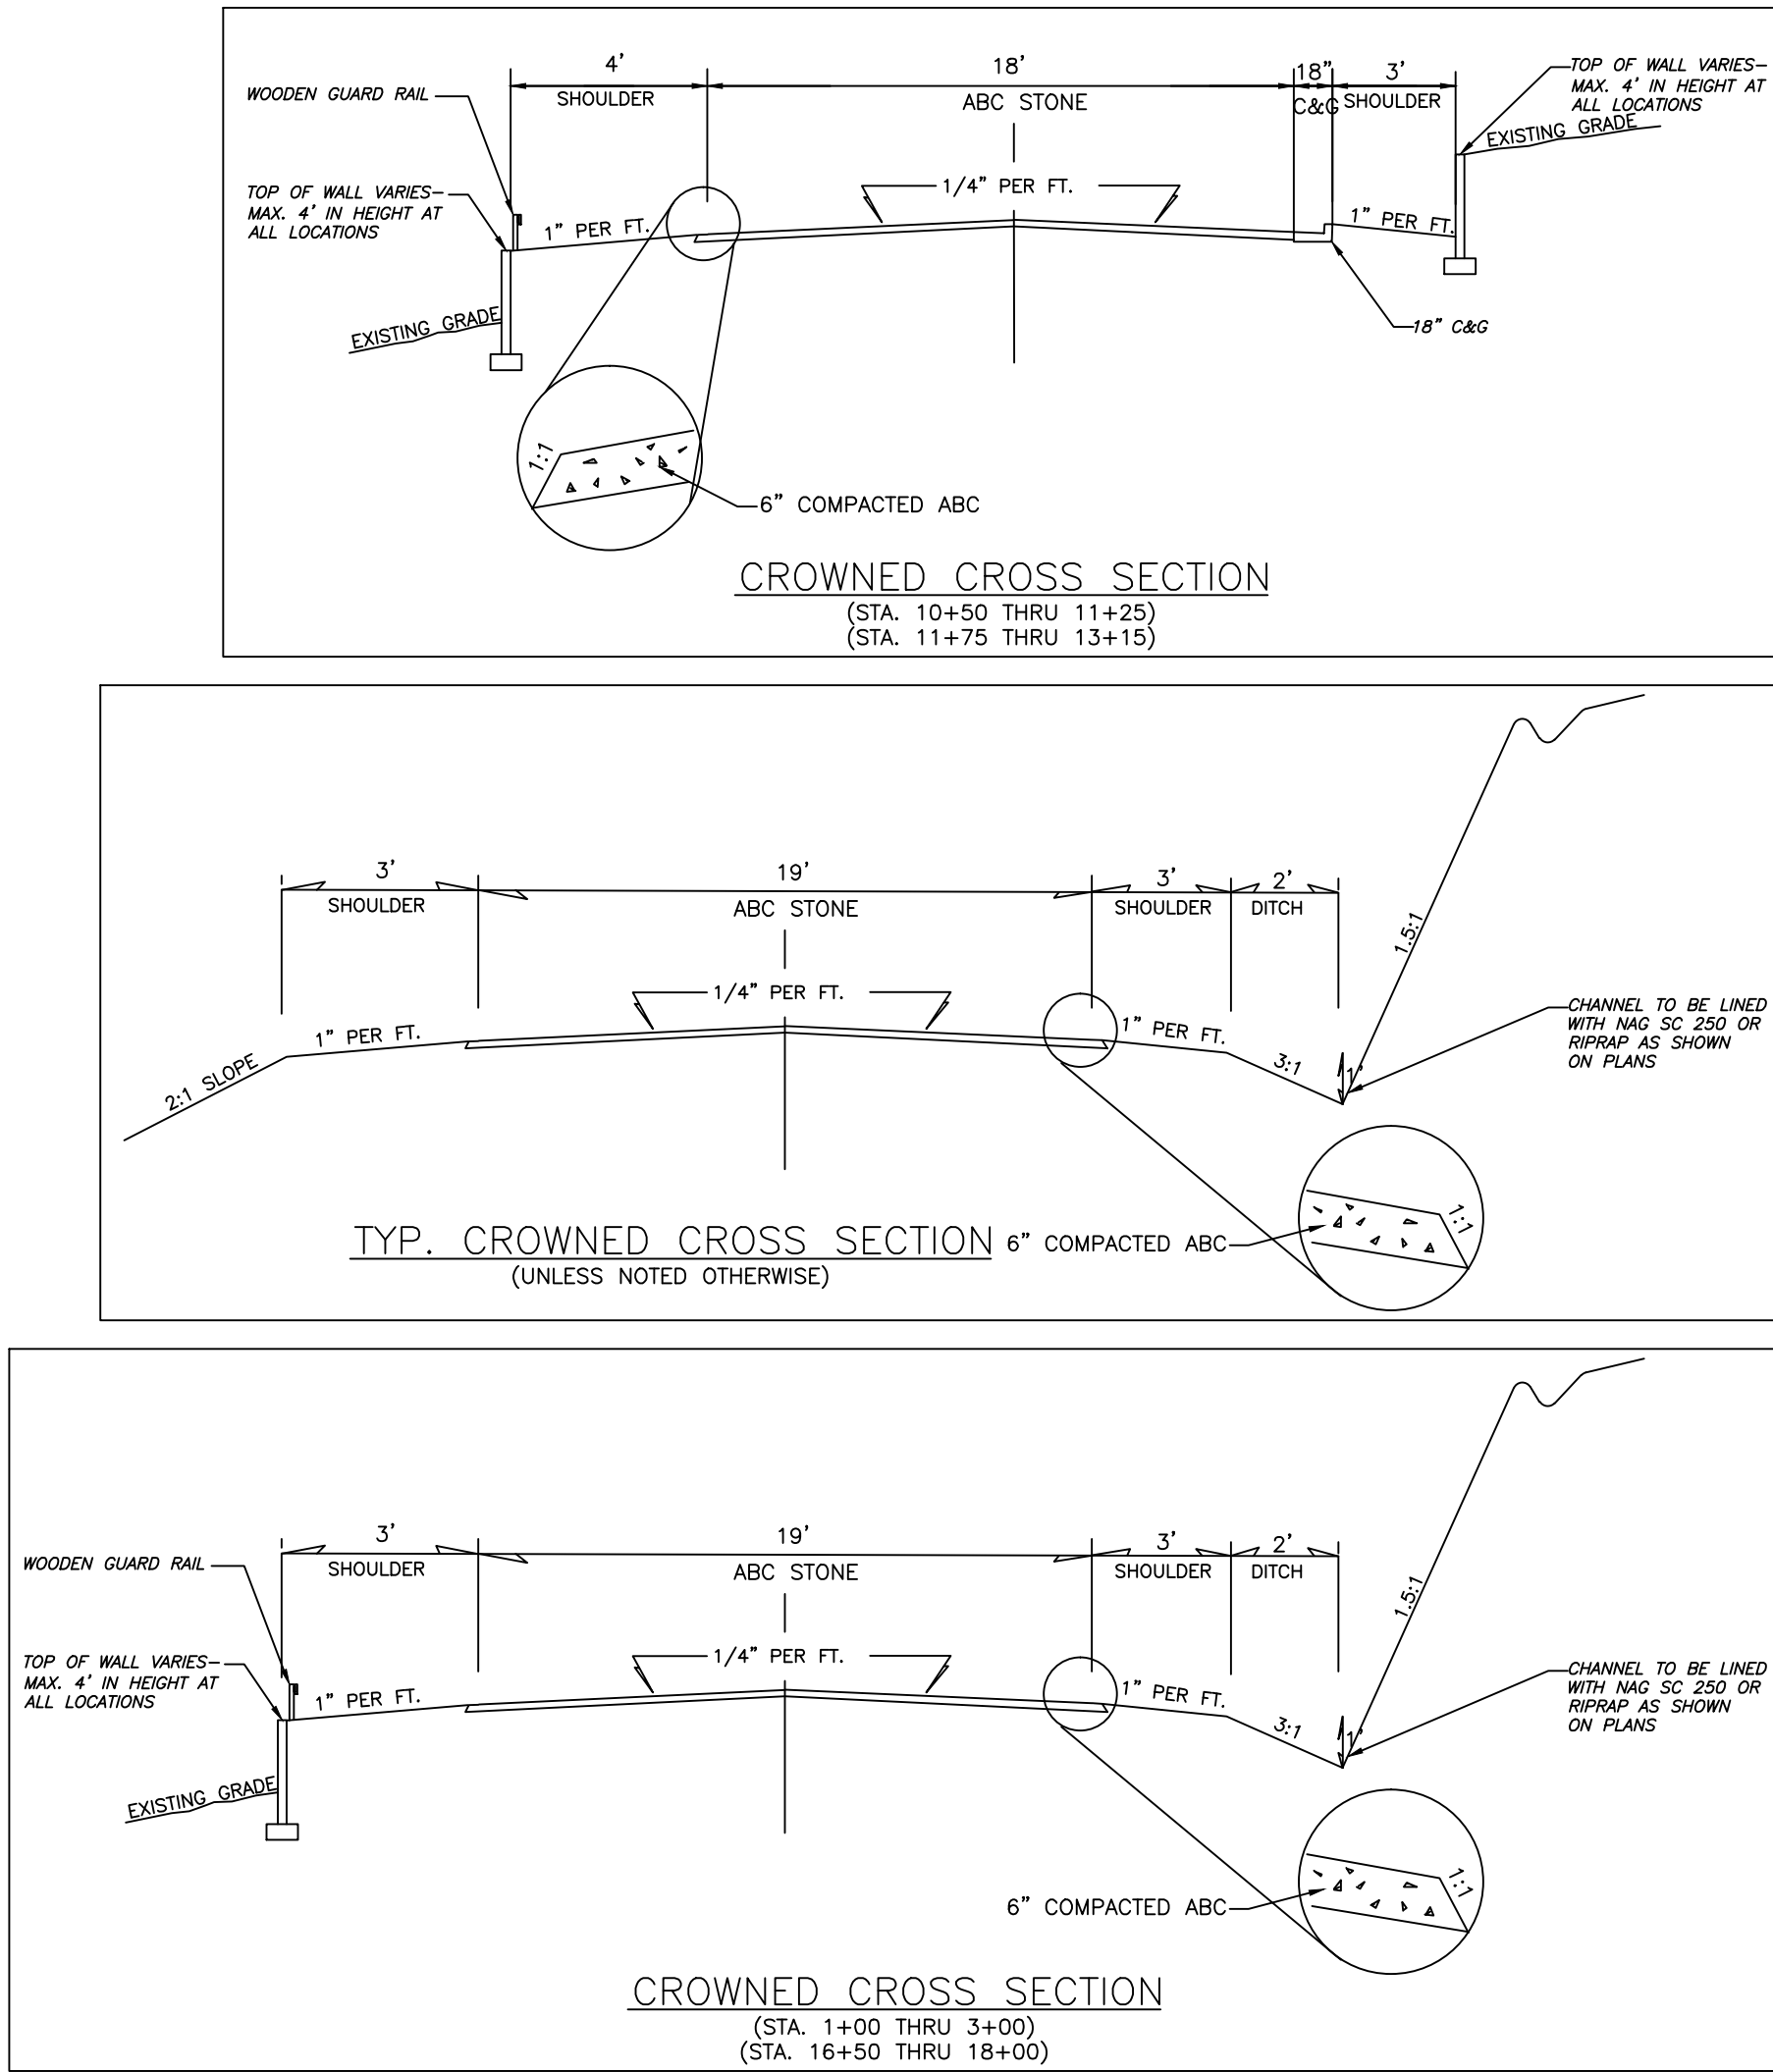 4' 18' 18" 3'
SHOULDER ABC STONE C&G SHOULDER
WOODEN GUARD RAIL
TOP OF WALL VARIES-
MAX. 4' IN HEIGHT AT
ALL LOCATIONS
EXISTING GRADE
TOP OF WALL VARIES-
MAX. 4' IN HEIGHT AT
ALL LOCATIONS
1" PER FT.
1/4" PER FT.
1" PER FT.
EXISTING GRADE
18" C&G
1:1
6" COMPACTED ABC
CROWNED CROSS SECTION
(STA. 10+50 THRU 11+25)
(STA. 11+75 THRU 13+15)
3' 19' 3' 2'
SHOULDER ABC STONE SHOULDER DITCH
1.5:1
1/4" PER FT.
1" PER FT.
1" PER FT.
2:1 SLOPE
3:1
1'
CHANNEL TO BE LINED
WITH NAG SC 250 OR
RIPRAP AS SHOWN
ON PLANS
1:1
6" COMPACTED ABC
TYP. CROWNED CROSS SECTION
(UNLESS NOTED OTHERWISE)
3' 19' 3' 2'
SHOULDER ABC STONE SHOULDER DITCH
WOODEN GUARD RAIL
1.5:1
TOP OF WALL VARIES-
MAX. 4' IN HEIGHT AT
ALL LOCATIONS
1/4" PER FT.
1" PER FT.
1" PER FT.
3:1
1'
CHANNEL TO BE LINED
WITH NAG SC 250 OR
RIPRAP AS SHOWN
ON PLANS
EXISTING GRADE
1:1
6" COMPACTED ABC
CROWNED CROSS SECTION
(STA. 1+00 THRU 3+00)
(STA. 16+50 THRU 18+00)